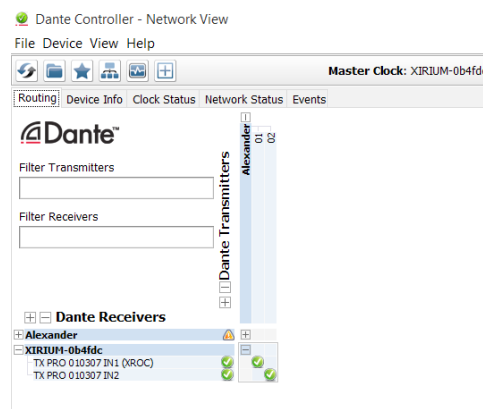 Dante Controller - Network View
File Device View Help
Master Clock: XIRIUM-0b4fdc
Routing Device Info Clock Status Network Status Events
Dante™
Filter Transmitters
Filter Receivers
Dante Transmitters
Alexander
01
02
Dante Receivers
Alexander
XIRIUM-0b4fdc
TX PRO 010307 IN1 (XROC)
TX PRO 010307 IN2